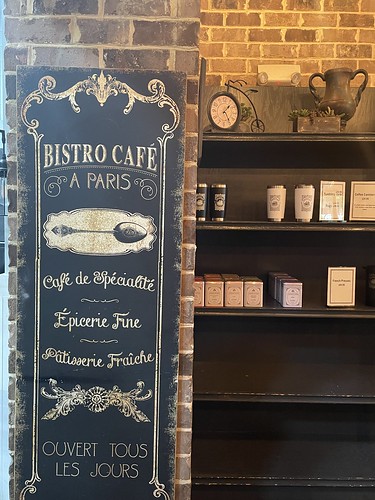 BISTRO CAFÉ
A PARIS
Café de Spécialité
Épicerie Fine
Pâtisserie Fraîche
OUVERT TOUS
LES JOURS